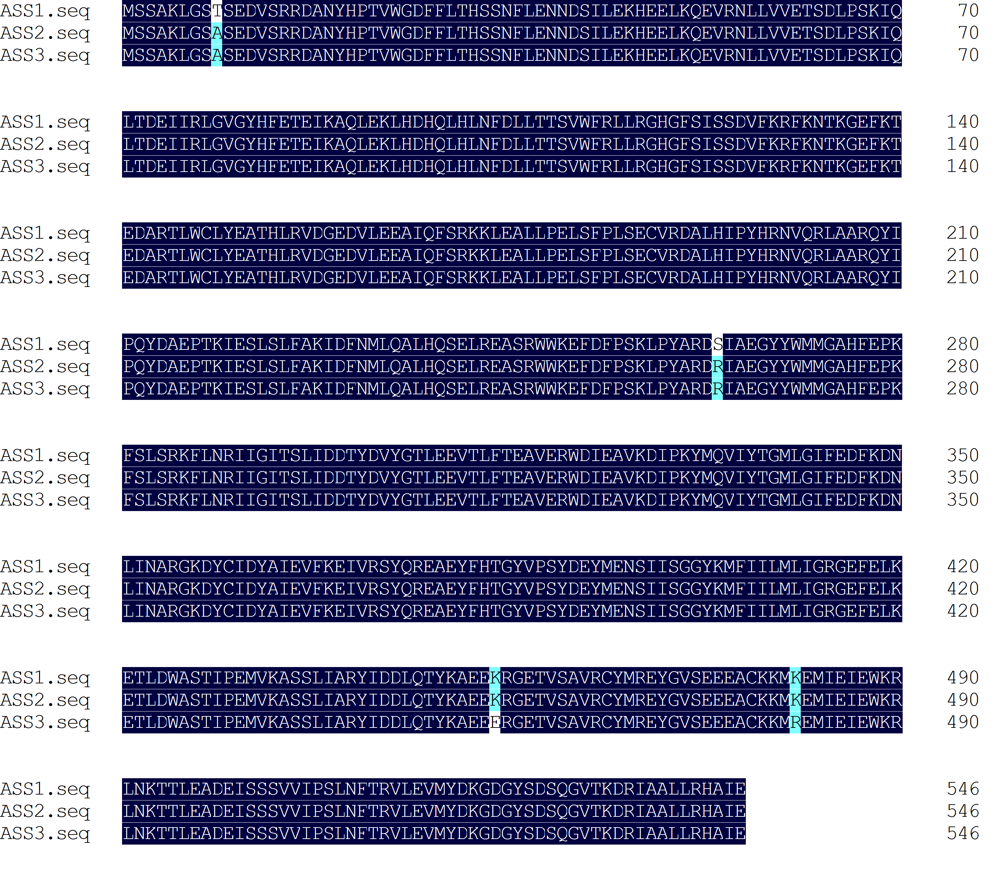 ASS1.seq MSSAKLGSTSEDVSRRDANYHPTVWGDFFLTHSSNFLENNDSILEKHEELKQEVRNLLVVETSDLPSKIQ 70
ASS2.seq MSSAKLGSASEDVSRRDANYHPTVWGDFFLTHSSNFLENNDSILEKHEELKQEVRNLLVVETSDLPSKIQ 70
ASS3.seq MSSAKLGSASEDVSRRDANYHPTVWGDFFLTHSSNFLENNDSILEKHEELKQEVRNLLVVETSDLPSKIQ 70
ASS1.seq LTDEIIRLGVGYHFETEIKAQLEKLHDHQLHLNFDLLTTSVWFRLLRGHGFSISSDVFKRFKNTKGEFKT 140
ASS2.seq LTDEIIRLGVGYHFETEIKAQLEKLHDHQLHLNFDLLTTSVWFRLLRGHGFSISSDVFKRFKNTKGEFKT 140
ASS3.seq LTDEIIRLGVGYHFETEIKAQLEKLHDHQLHLNFDLLTTSVWFRLLRGHGFSISSDVFKRFKNTKGEFKT 140
ASS1.seq EDARTLWCLYEATHLRVDGEDVLEEAIQFSRKKLEALLPELSFPLSECVRDALHIPYHRNVQRLAARQYI 210
ASS2.seq EDARTLWCLYEATHLRVDGEDVLEEAIQFSRKKLEALLPELSFPLSECVRDALHIPYHRNVQRLAARQYI 210
ASS3.seq EDARTLWCLYEATHLRVDGEDVLEEAIQFSRKKLEALLPELSFPLSECVRDALHIPYHRNVQRLAARQYI 210
ASS1.seq PQYDAEPTKIESLSLFAKIDFNMLQALHQSELREASRWWKEFDFPSKLPYARDSIAEGYYWMMGAHFEPK 280
ASS2.seq PQYDAEPTKIESLSLFAKIDFNMLQALHQSELREASRWWKEFDFPSKLPYARDRIAEGYYWMMGAHFEPK 280
ASS3.seq PQYDAEPTKIESLSLFAKIDFNMLQALHQSELREASRWWKEFDFPSKLPYARDRIAEGYYWMMGAHFEPK 280
ASS1.seq FSLSRKFLNRIIGITSLIDDTYDVYGTLEEVTLFTEAVERWDIEAVKDIPKYMQVIYTGMLGIFEDFKDN 350
ASS2.seq FSLSRKFLNRIIGITSLIDDTYDVYGTLEEVTLFTEAVERWDIEAVKDIPKYMQVIYTGMLGIFEDFKDN 350
ASS3.seq FSLSRKFLNRIIGITSLIDDTYDVYGTLEEVTLFTEAVERWDIEAVKDIPKYMQVIYTGMLGIFEDFKDN 350
ASS1.seq LINARGKDYCIDYAIEVFKEIVRSYQREAEYFHTGYVPSYDEYMENSIISGGYKMFIILMLIGRGEFELK 420
ASS2.seq LINARGKDYCIDYAIEVFKEIVRSYQREAEYFHTGYVPSYDEYMENSIISGGYKMFIILMLIGRGEFELK 420
ASS3.seq LINARGKDYCIDYAIEVFKEIVRSYQREAEYFHTGYVPSYDEYMENSIISGGYKMFIILMLIGRGEFELK 420
ASS1.seq ETLDWASTIPEMVKASSLIARYIDDLQTYKAEEKRGETVSAVRCYMREYGVSEEEACKKMKEMIEIEWKR 490
ASS2.seq ETLDWASTIPEMVKASSLIARYIDDLQTYKAEEKRGETVSAVRCYMREYGVSEEEACKKMKEMIEIEWKR 490
ASS3.seq ETLDWASTIPEMVKASSLIARYIDDLQTYKAEEERGETVSAVRCYMREYGVSEEEACKKMREMIEIEWKR 490
ASS1.seq LNKTTLEADEISSSVVIPSLNFTRVLEVMYDKGDGYSDSQGVTKDRIAALLRHAIE 546
ASS2.seq LNKTTLEADEISSSVVIPSLNFTRVLEVMYDKGDGYSDSQGVTKDRIAALLRHAIE 546
ASS3.seq LNKTTLEADEISSSVVIPSLNFTRVLEVMYDKGDGYSDSQGVTKDRIAALLRHAIE 546